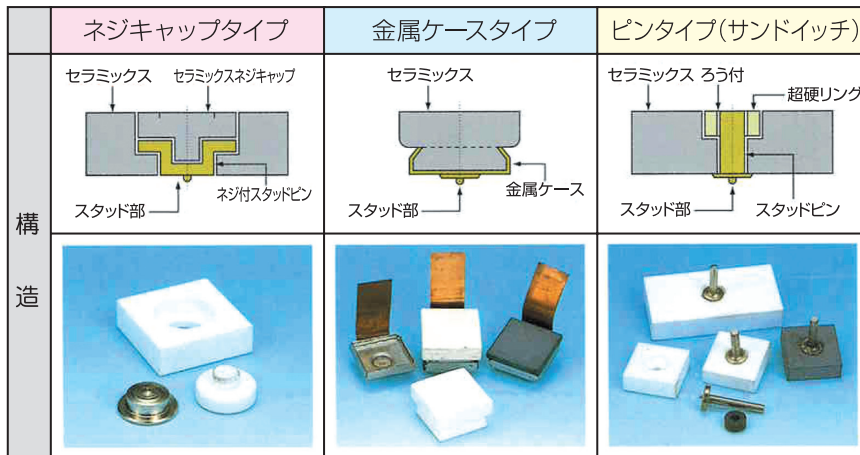 ネジキャップタイプ
金属ケースタイプ
ピンタイプ(サンドイッチ)
構造
セラミックス
セラミックスネジキャップ
スタッド部
ネジ付スタッドピン
セラミックス
スタッド部
金属ケース
セラミックス
ろう付
超硬リング
スタッド部
スタッドピン